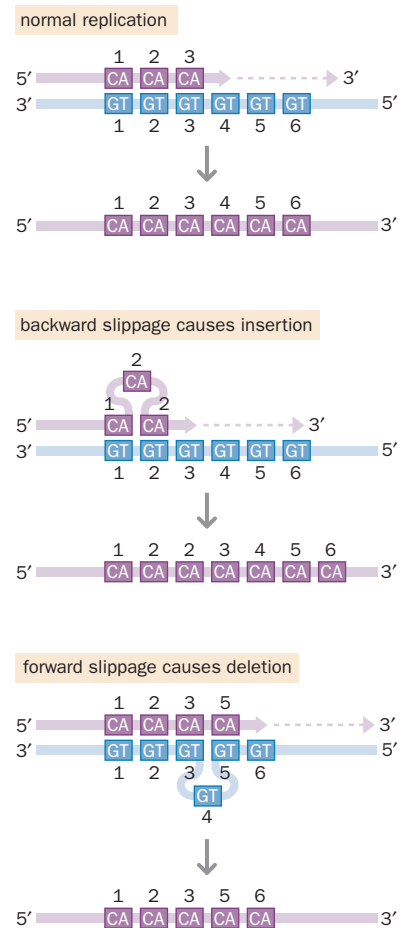 normal replication
1 2 3
5′ CA CA CA 3′
3′ GT GT GT GT GT GT 5′
1 2 3 4 5 6
1 2 3 4 5 6
5′ CA CA CA CA CA CA 3′
backward slippage causes insertion
2
CA
1 2
5′ CA CA 3′
3′ GT GT GT GT GT GT 5′
1 2 3 4 5 6
1 2 2 3 4 5 6
5′ CA CA CA CA CA CA CA 3′
forward slippage causes deletion
1 2 3 5
5′ CA CA CA CA 3′
3′ GT GT GT GT GT 5′
1 2 3 5 6
GT
4
1 2 3 5 6
5′ CA CA CA CA CA 3′